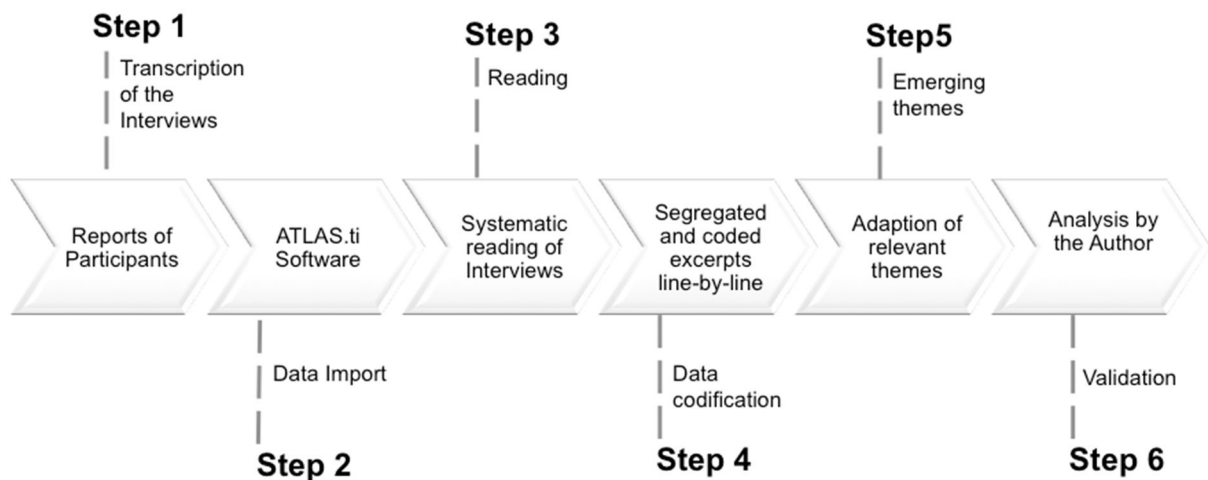 Step 1
Transcription
of the
Interviews
Step 3
Reading
Step5
Emerging
themes
Reports of
Participants
ATLAS.ti
Software
Systematic
reading of
Interviews
Segregated
and coded
excerpts
line-by-line
Adaption of
relevant
themes
Analysis by
the Author
Data Import
Step 2
Data
codification
Step 4
Validation
Step 6